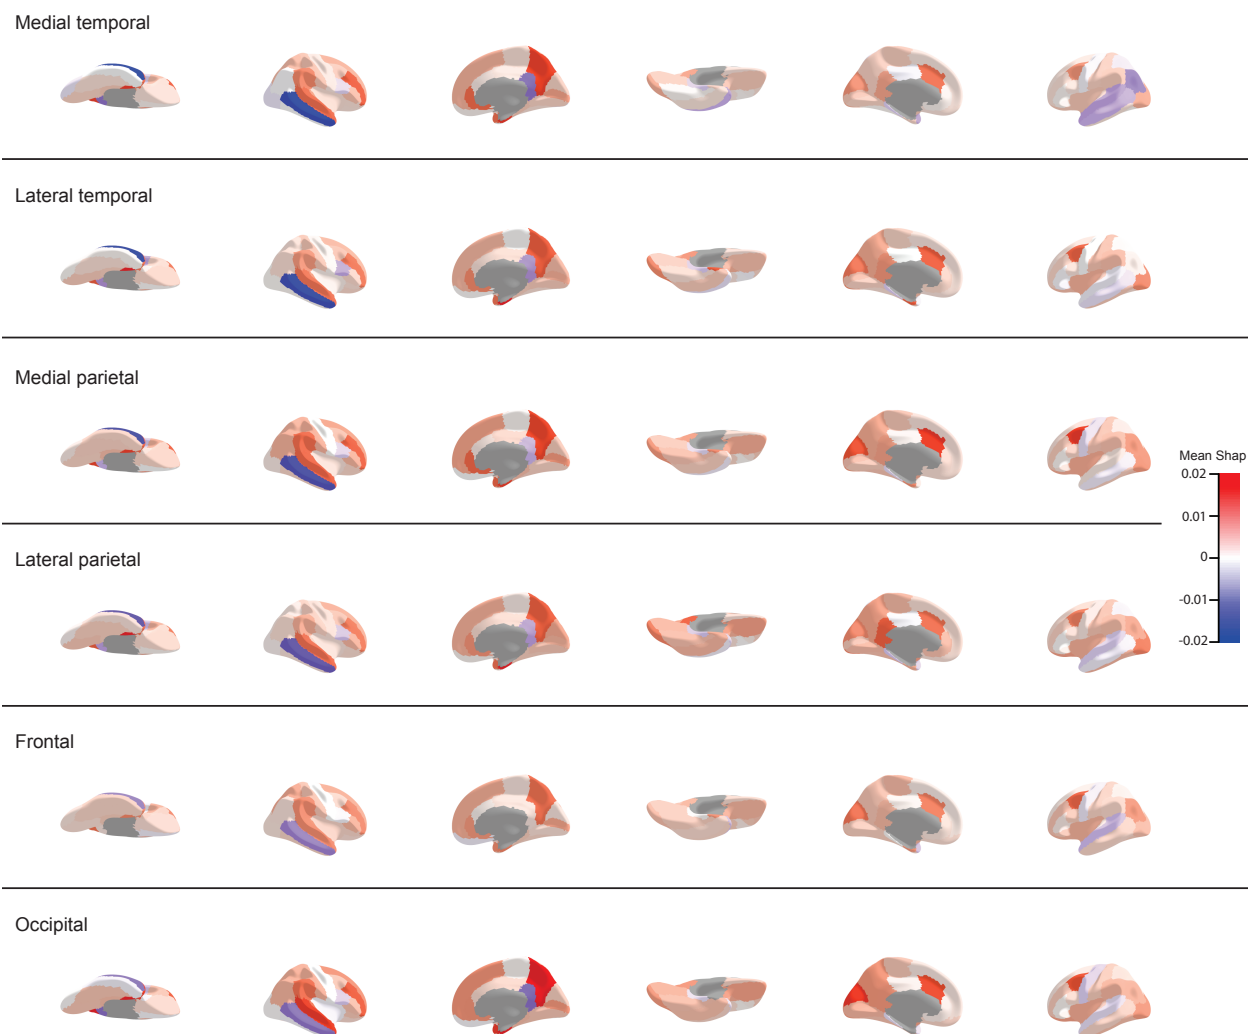 Medial temporal
Lateral temporal
Medial parietal
Mean Shap
0.02
0.01
0
-0.01
-0.02
Lateral parietal
Frontal
Occipital